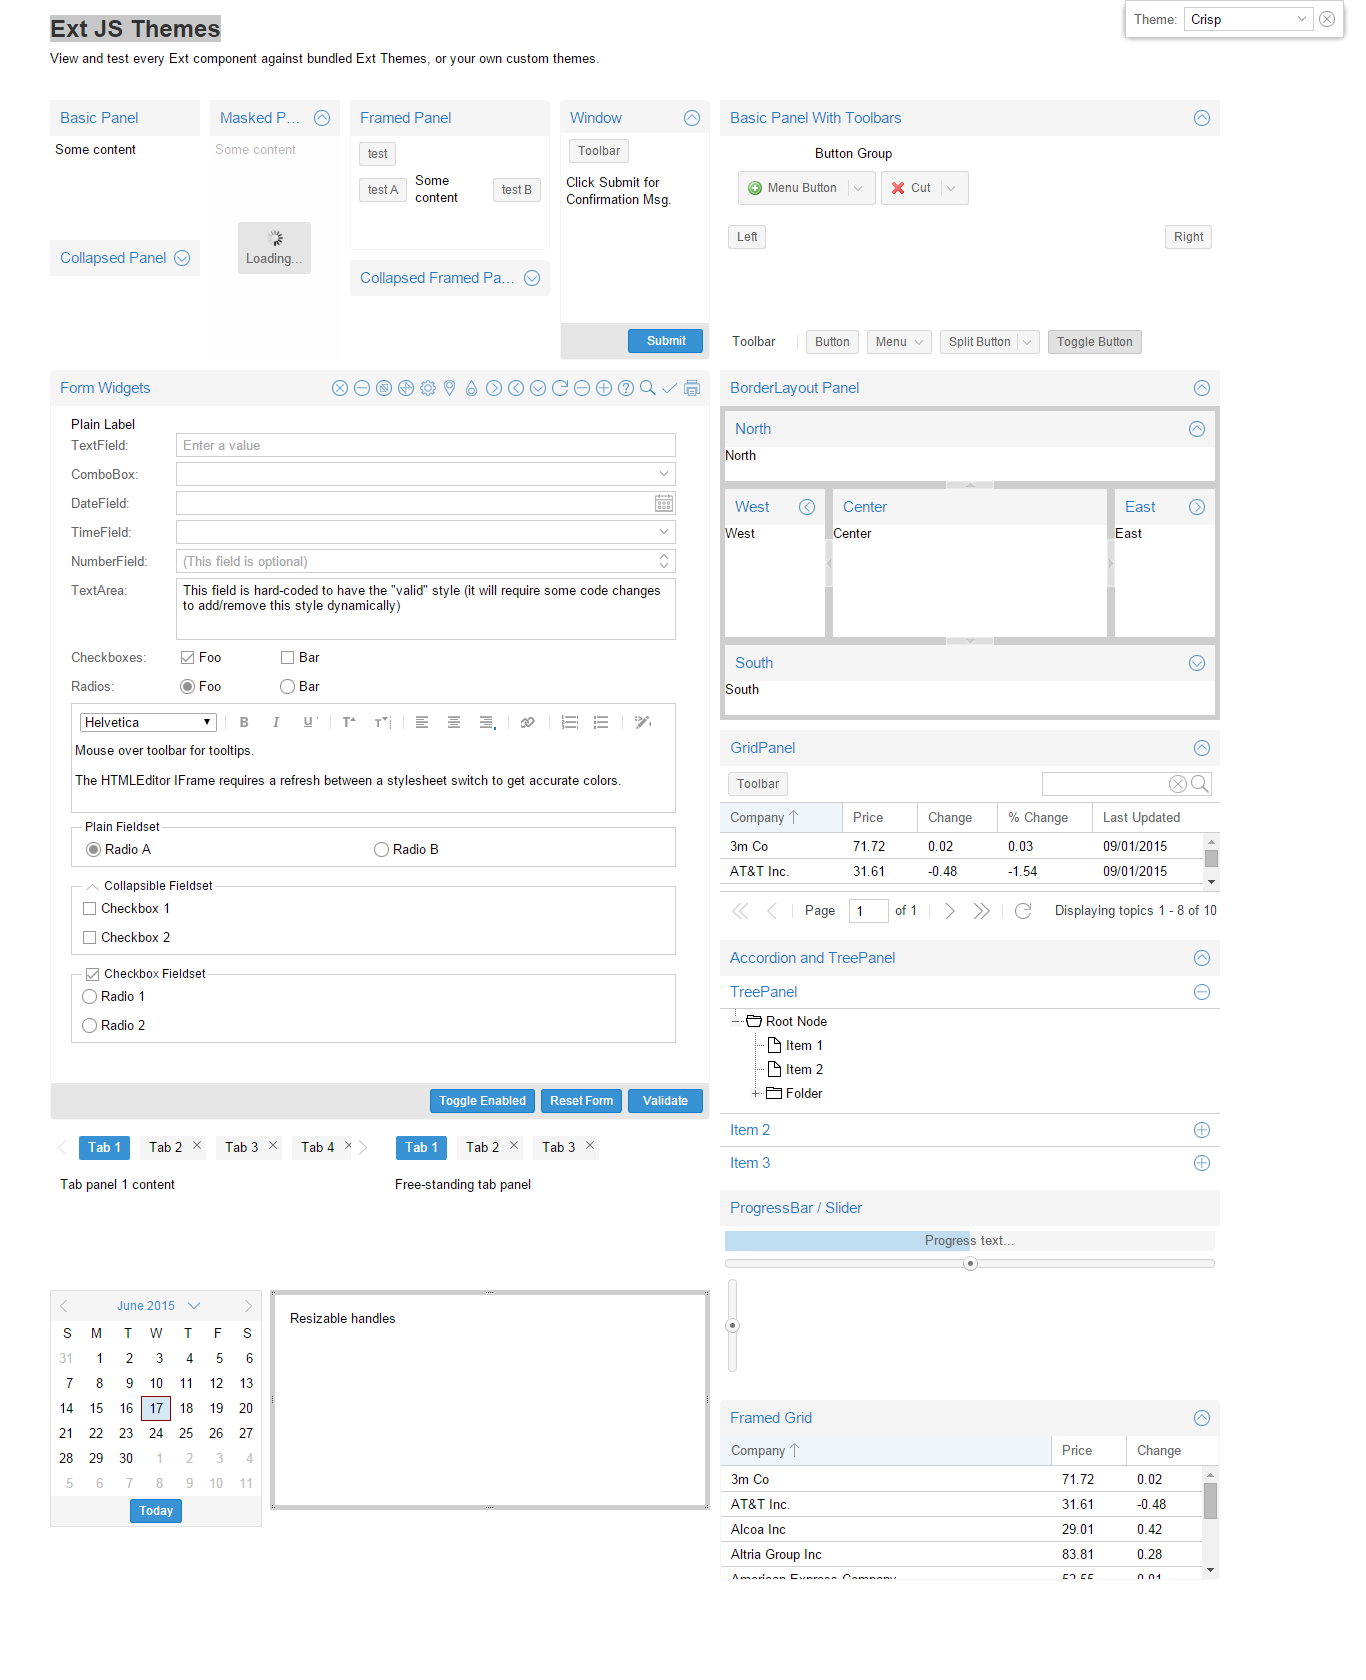 Ext JS Themes
Theme: Crisp
View and test every Ext component against bundled Ext Themes, or your own custom themes.
Basic Panel
Some content
Collapsed Panel
Masked P...
Some content
Loading...
Framed Panel
test
test A
Some
content
test B
Collapsed Framed Pa...
Window
Toolbar
Click Submit for
Confirmation Msg.
Submit
Basic Panel With Toolbars
Button Group
Menu Button
Cut
Left
Right
Toolbar
Button
Menu
Split Button
Toggle Button
Form Widgets
Plain Label
TextField: Enter a value
ComboBox:
DateField:
TimeField:
NumberField: (This field is optional)
TextArea: This field is hard-coded to have the "valid" style (it will require some code changes
to add/remove this style dynamically)
Checkboxes: Foo Bar
Radios: Foo Bar
Helvetica B I U T T
Mouse over toolbar for tooltips.
The HTMLEditor IFrame requires a refresh between a stylesheet switch to get accurate colors.
Plain Fieldset
Radio A Radio B
Collapsible Fieldset
Checkbox 1
Checkbox 2
Checkbox Fieldset
Radio 1
Radio 2
Toggle Enabled Reset Form Validate
BorderLayout Panel
North
North
West
West
Center
Center
East
East
South
South
GridPanel
Toolbar
Company Price Change % Change Last Updated
3m Co 71.72 0.02 0.03 09/01/2015
AT&T Inc. 31.61 -0.48 -1.54 09/01/2015
Page 1 of 1 Displaying topics 1 - 8 of 10
Accordion and TreePanel
TreePanel
Root Node
Item 1
Item 2
Folder
Item 2
Item 3
Tab 1 Tab 2 Tab 3 Tab 4
Tab panel 1 content
Tab 1 Tab 2 Tab 3
Free-standing tab panel
ProgressBar / Slider
Progress text...
June 2015
S M T W T F S
31 1 2 3 4 5 6
7 8 9 10 11 12 13
14 15 16 17 18 19 20
21 22 23 24 25 26 27
28 29 30 1 2 3 4
5 6 7 8 9 10 11
Today
Resizable handles
Framed Grid
Company Price Change
3m Co 71.72 0.02
AT&T Inc. 31.61 -0.48
Alcoa Inc 29.01 0.42
Altria Group Inc 83.81 0.28
American Express Company 52.55 0.01